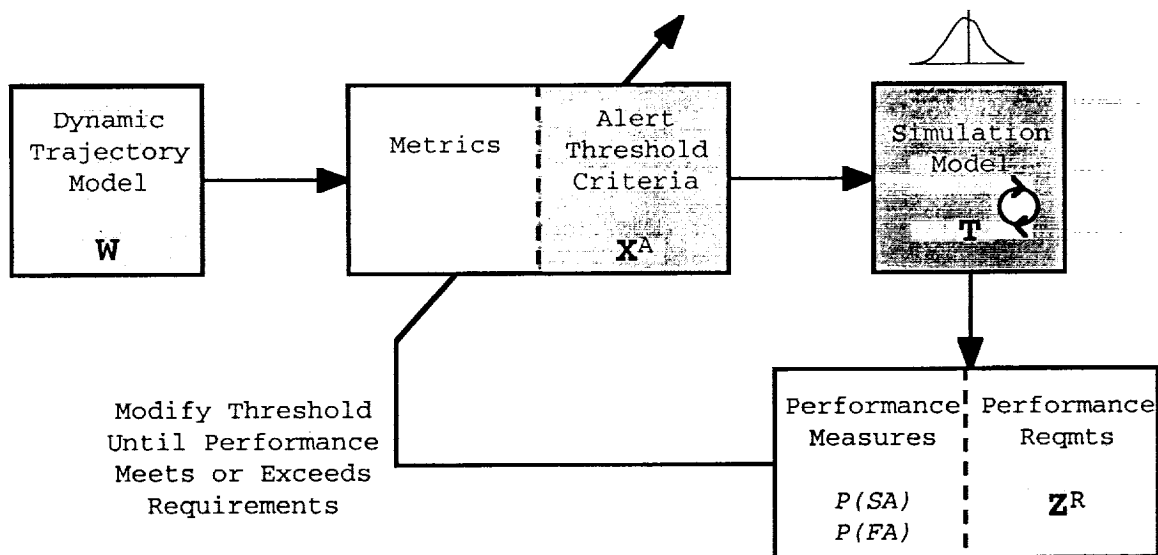 Dynamic
Trajectory
Model
W
Metrics
Alert
Threshold
Criteria
X^A
Simulation
Model
T
Modify Threshold
Until Performance
Meets or Exceeds
Requirements
Performance
Measures
P(SA)
P(FA)
Performance
Reqmts
Z^R